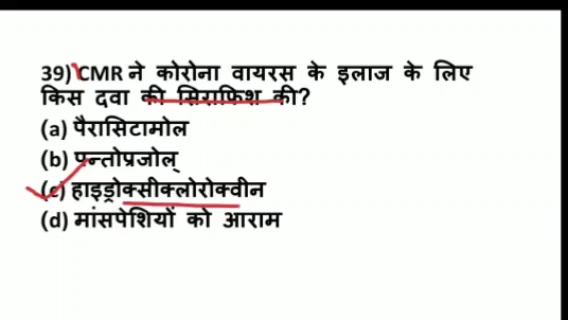 39) CMR ने कोरोना वायरस के इलाज के लिए
किस दवा की सिराफिश की?
(a) पैरासिटामोल
(b) पन्तोप्रजोल्
(c) हाइड्रोक्सीक्लोरोक्वीन
(d) मांसपेशियों को आराम